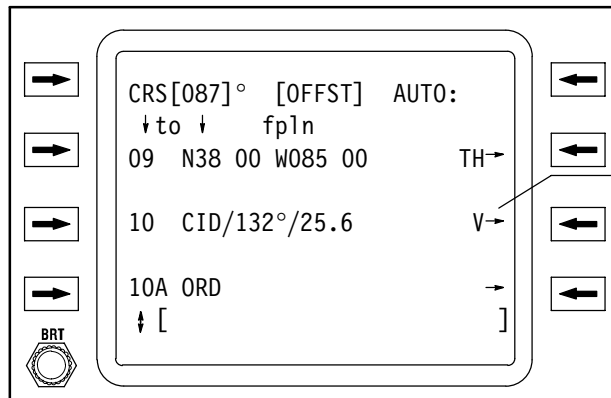 CRS[087]° [OFFST] AUTO:
↓to ↓ fpln
09 N38 00 W085 00 TH→
10 CID/132°/25.6 V→
10A ORD →
↕ [ ]
BRT